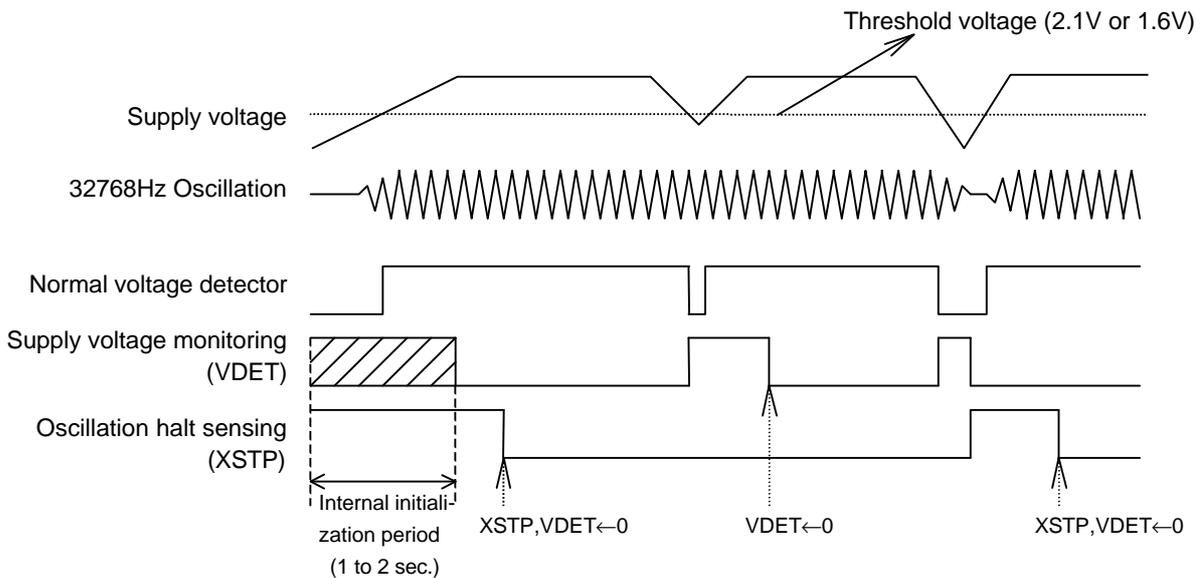 Threshold voltage (2.1V or 1.6V)
Supply voltage
32768Hz Oscillation
Normal voltage detector
Supply voltage monitoring
(VDET)
Oscillation halt sensing
(XSTP)
Internal initiali-
zation period
(1 to 2 sec.)
XSTP,VDET←0
VDET←0
XSTP,VDET←0